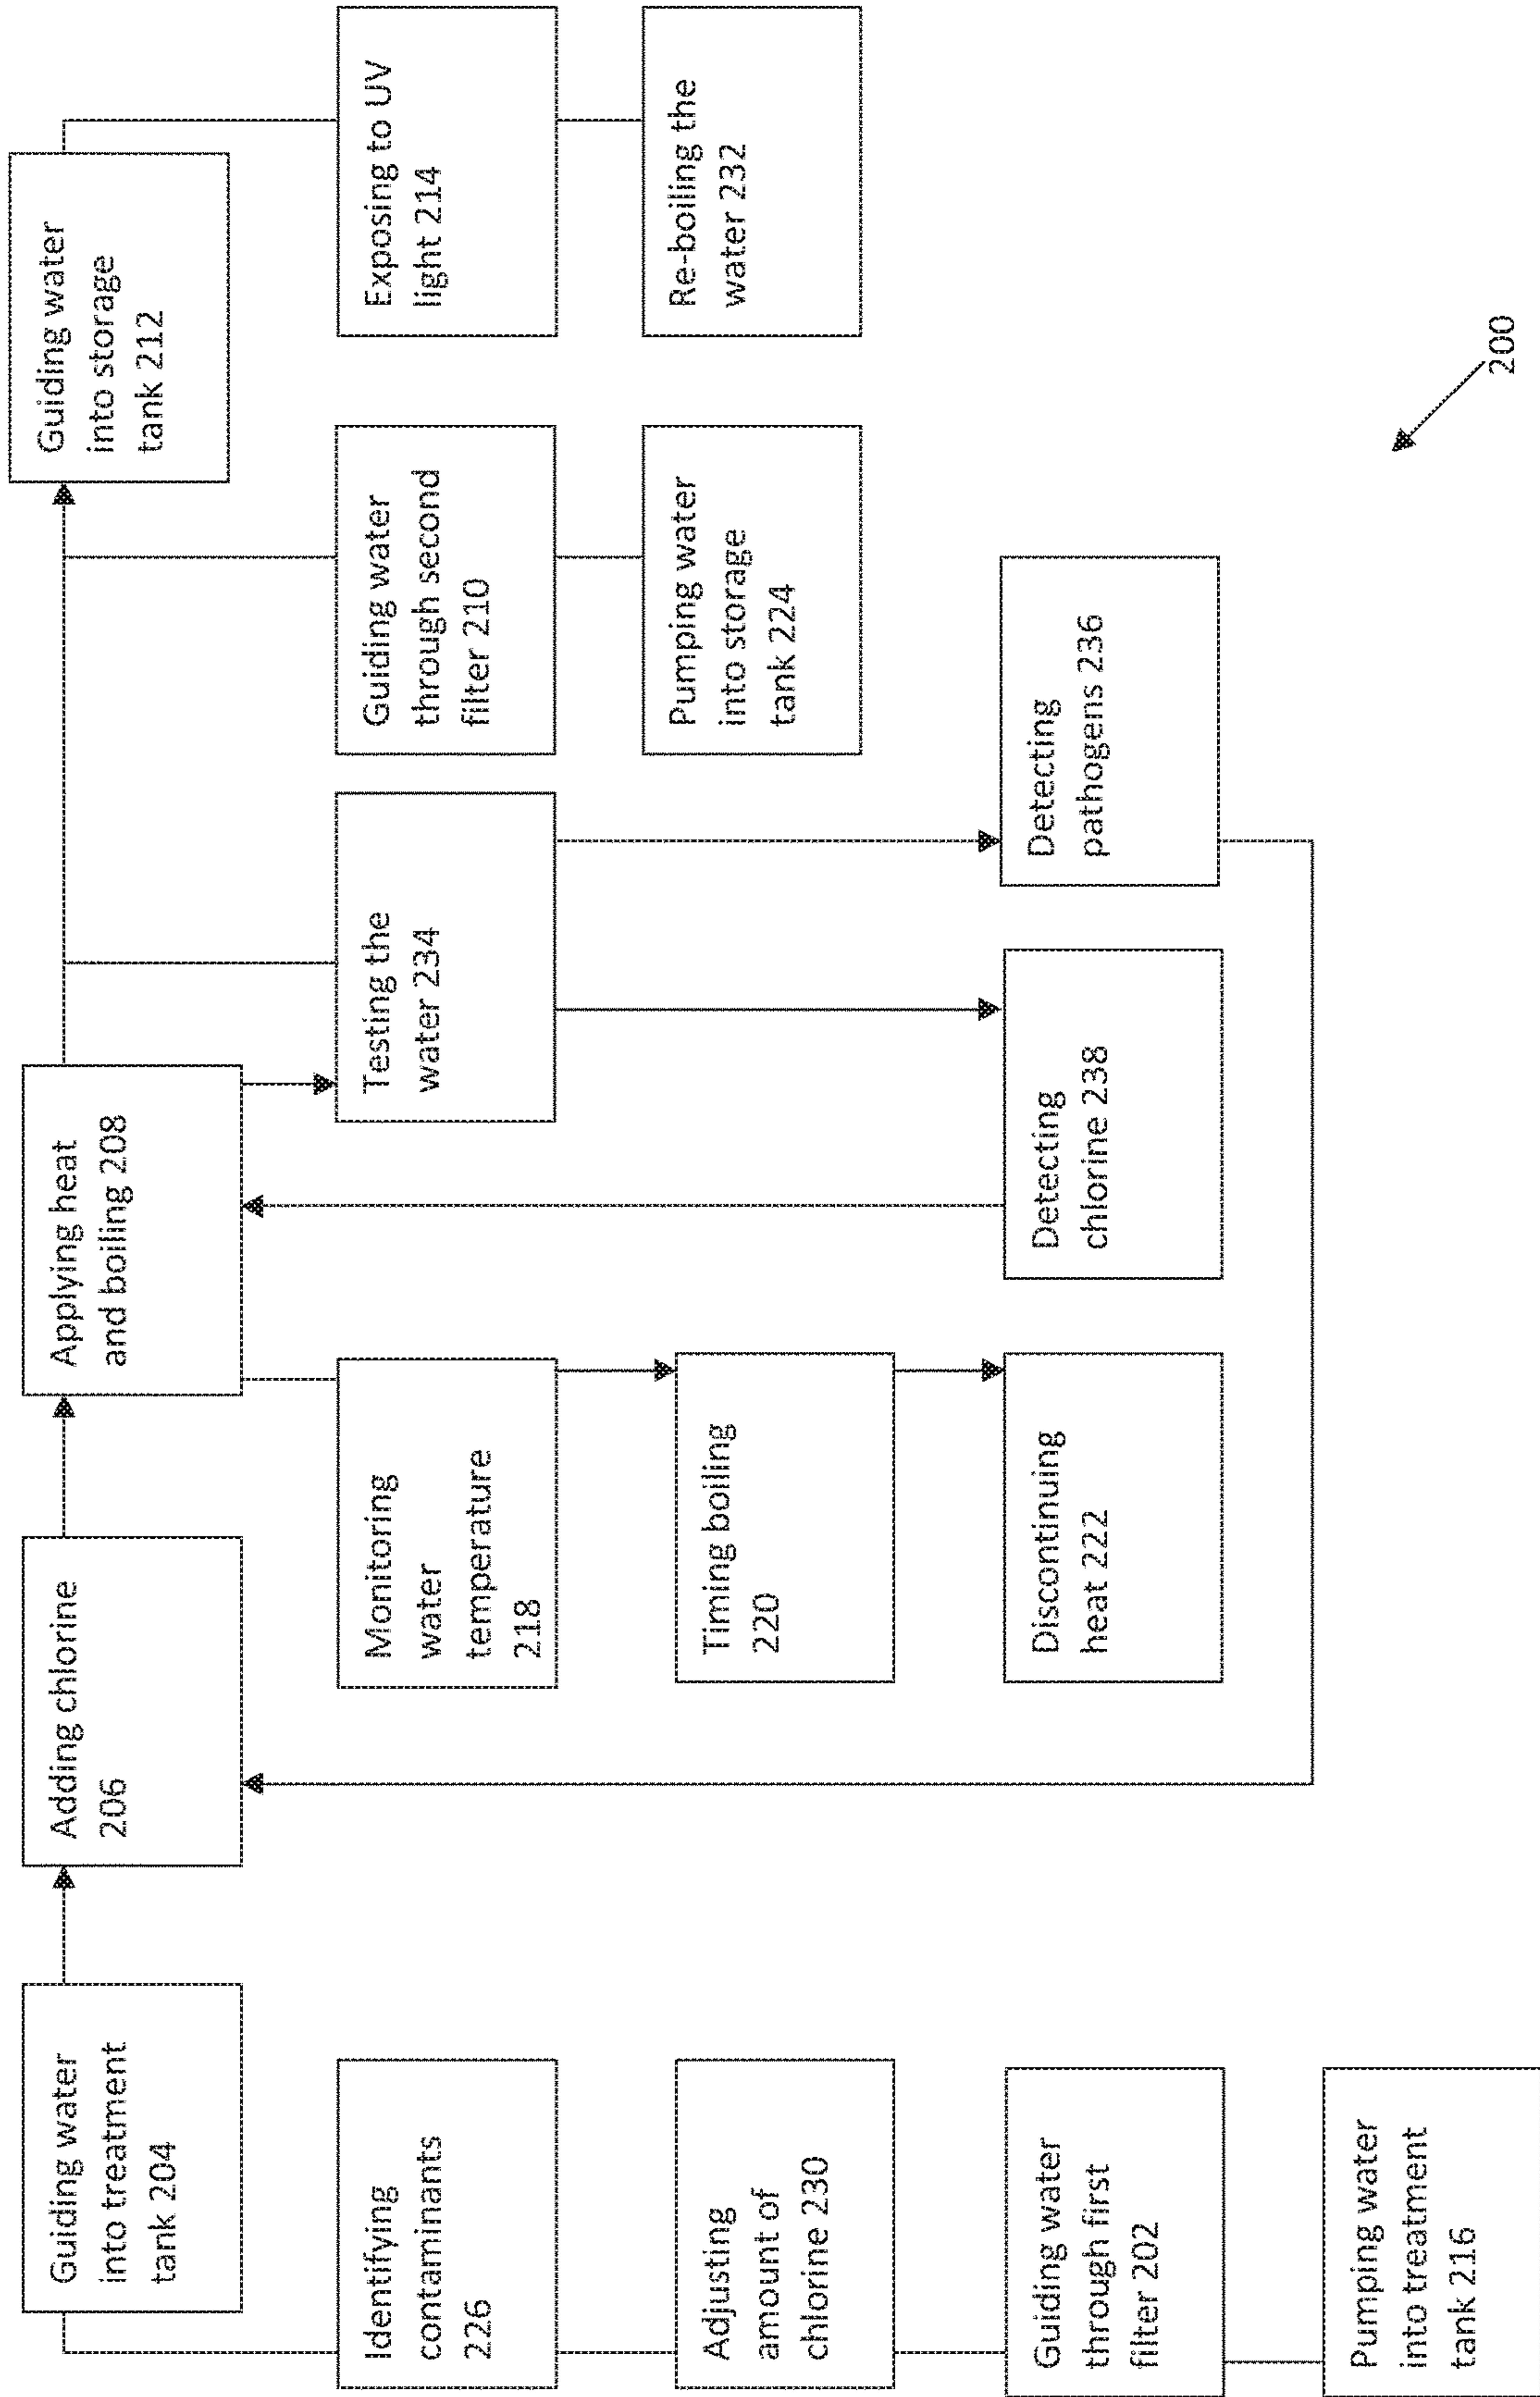 Guiding water
into treatment
tank 204
Adding chlorine
206
Applying heat
and boiling 208
Guiding water
into storage
tank 212
Identifying
contaminants
226
Monitoring
water
temperature
218
Testing the
water 234
Guiding water
through second
filter 210
Exposing to UV
light 214
Adjusting
amount of
chlorine 230
Timing boiling
220
Pumping water
into storage
tank 224
Re-boiling the
water 232
Guiding water
through first
filter 202
Discontinuing
heat 222
Detecting
chlorine 238
Detecting
pathogens 236
Pumping water
into treatment
tank 216
200